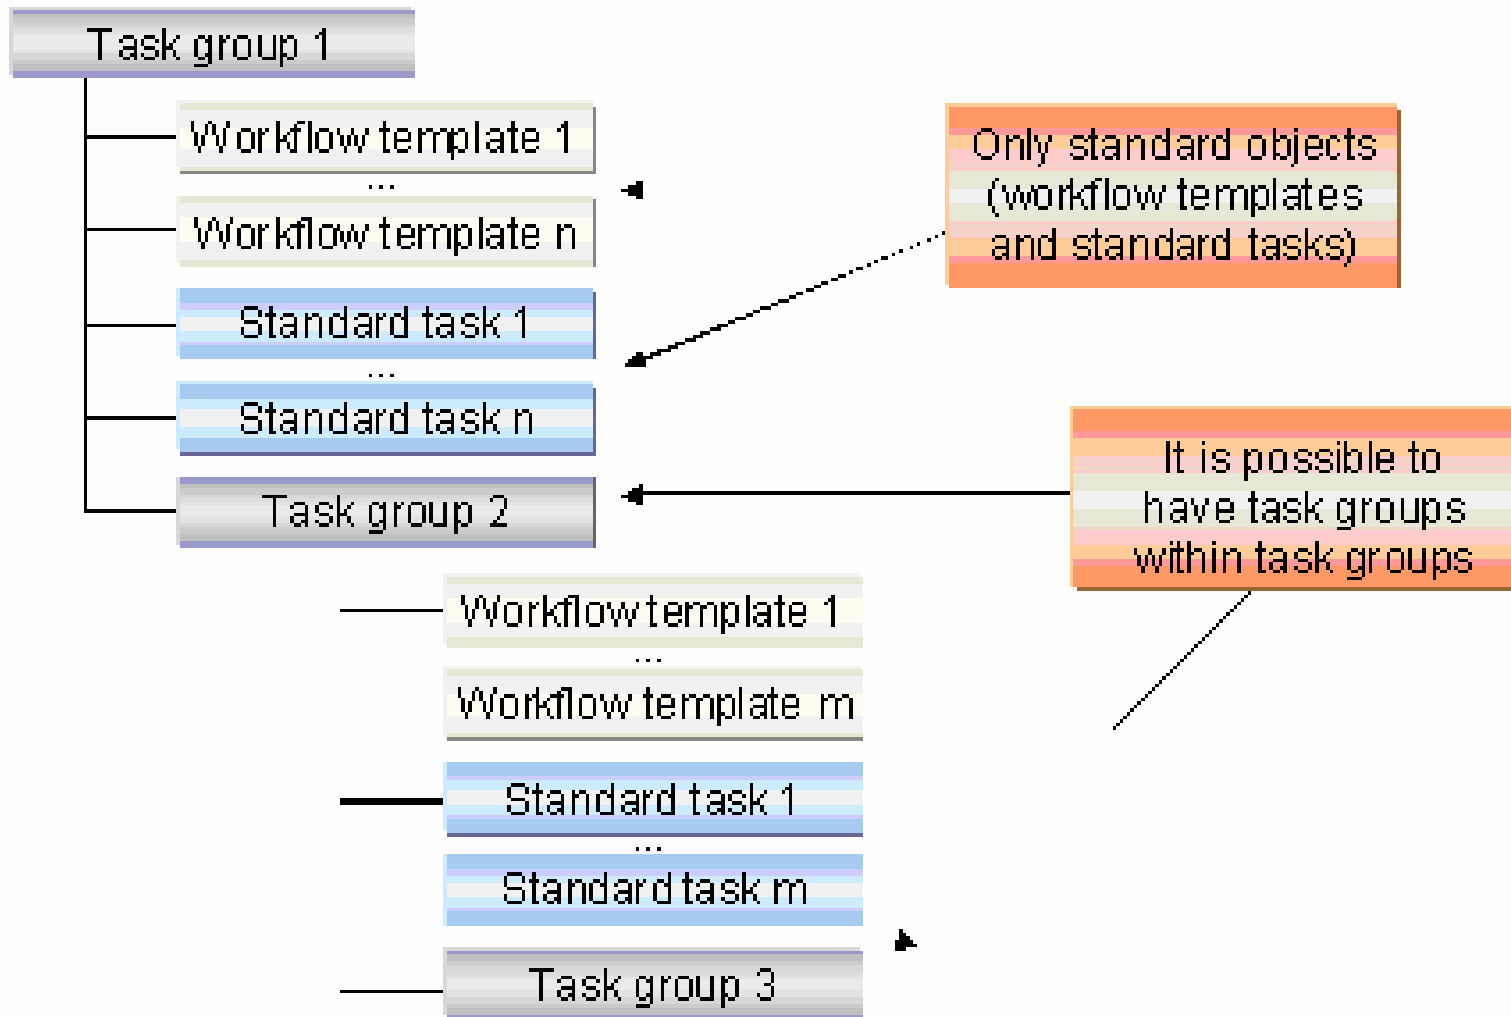 Task group 1
Workflow template 1
...
Workflow template n
Standard task 1
...
Standard task n
Task group 2
Only standard objects
(workflow templates
and standard tasks)
It is possible to
have task groups
within task groups
Workflow template 1
...
Workflow template m
Standard task 1
...
Standard task m
Task group 3